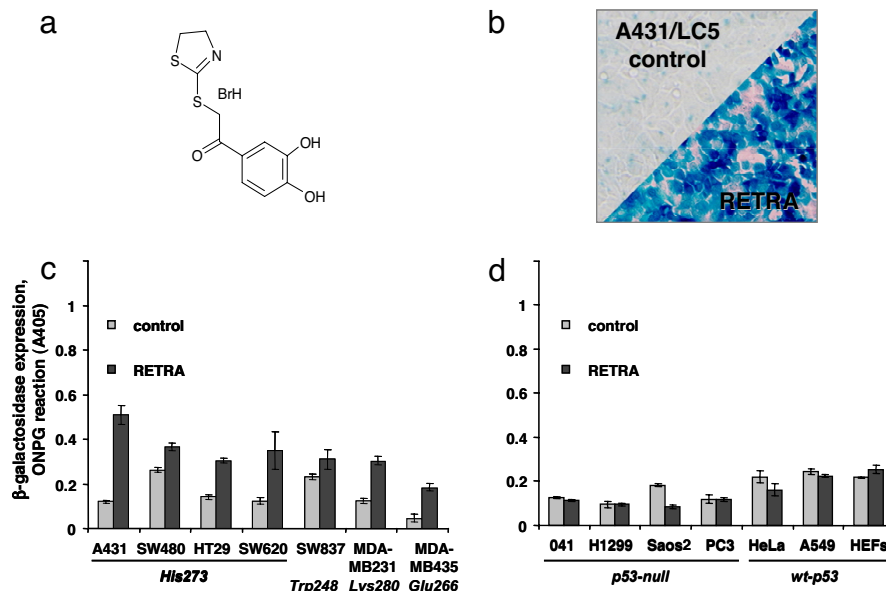 a
b
S
N
S
BrH
O
OH
OH
A431/LC5
control
RETRA
c
β-galactosidase expression,
ONPG reaction (A405)
1
0.8
0.6
0.4
0.2
0
control
RETRA
A431 SW480 HT29 SW620 SW837 MDA-MB231 MDA-MB435
His273 Trp248 Lys280 Glu266
d
1
0.8
0.6
0.4
0.2
0
control
RETRA
041 H1299 Saos2 PC3 HeLa A549 HEFs
p53-null wt-p53